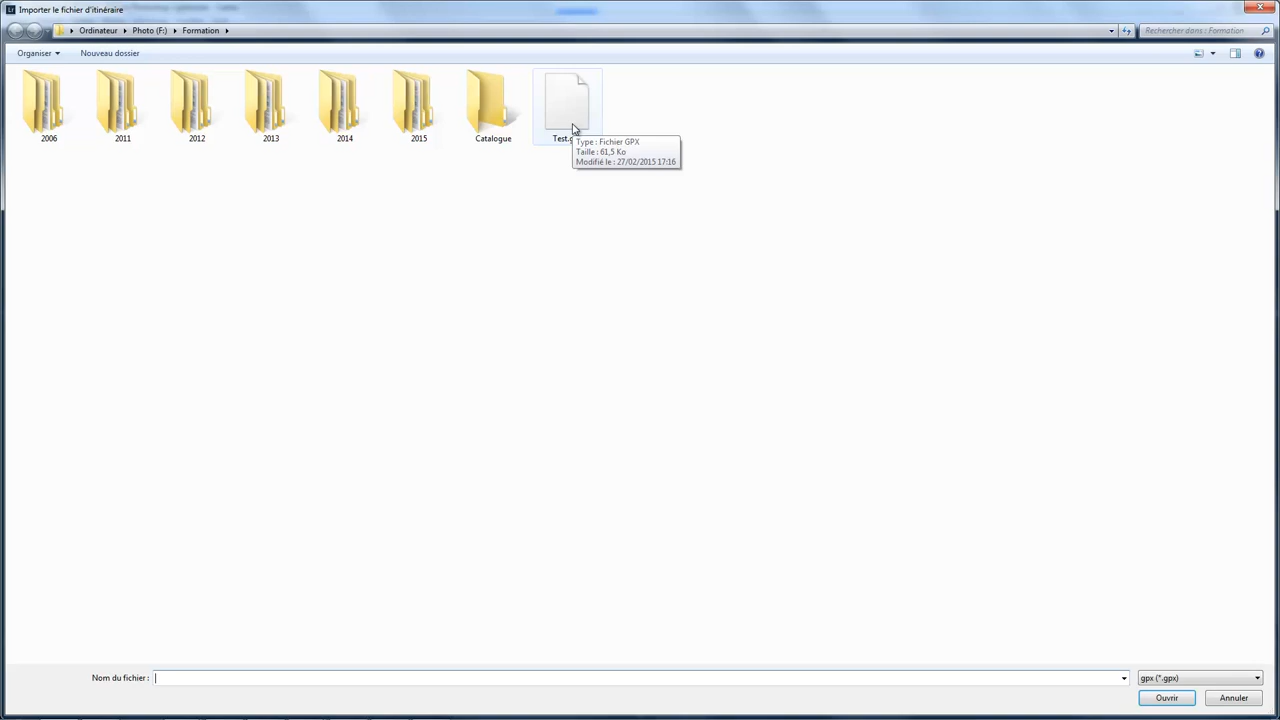 Lr Importer le fichier d'itinéraire
Ordinateur Photo (F:) Formation
Rechercher dans : Formation
Organiser Nouveau dossier
2006 2011 2012 2013 2014 2015 Catalogue Test.g
Type : Fichier GPX
Taille : 61,5 Ko
Modifié le : 27/02/2015 17:16
Nom du fichier : gpx (*.gpx)
Ouvrir Annuler